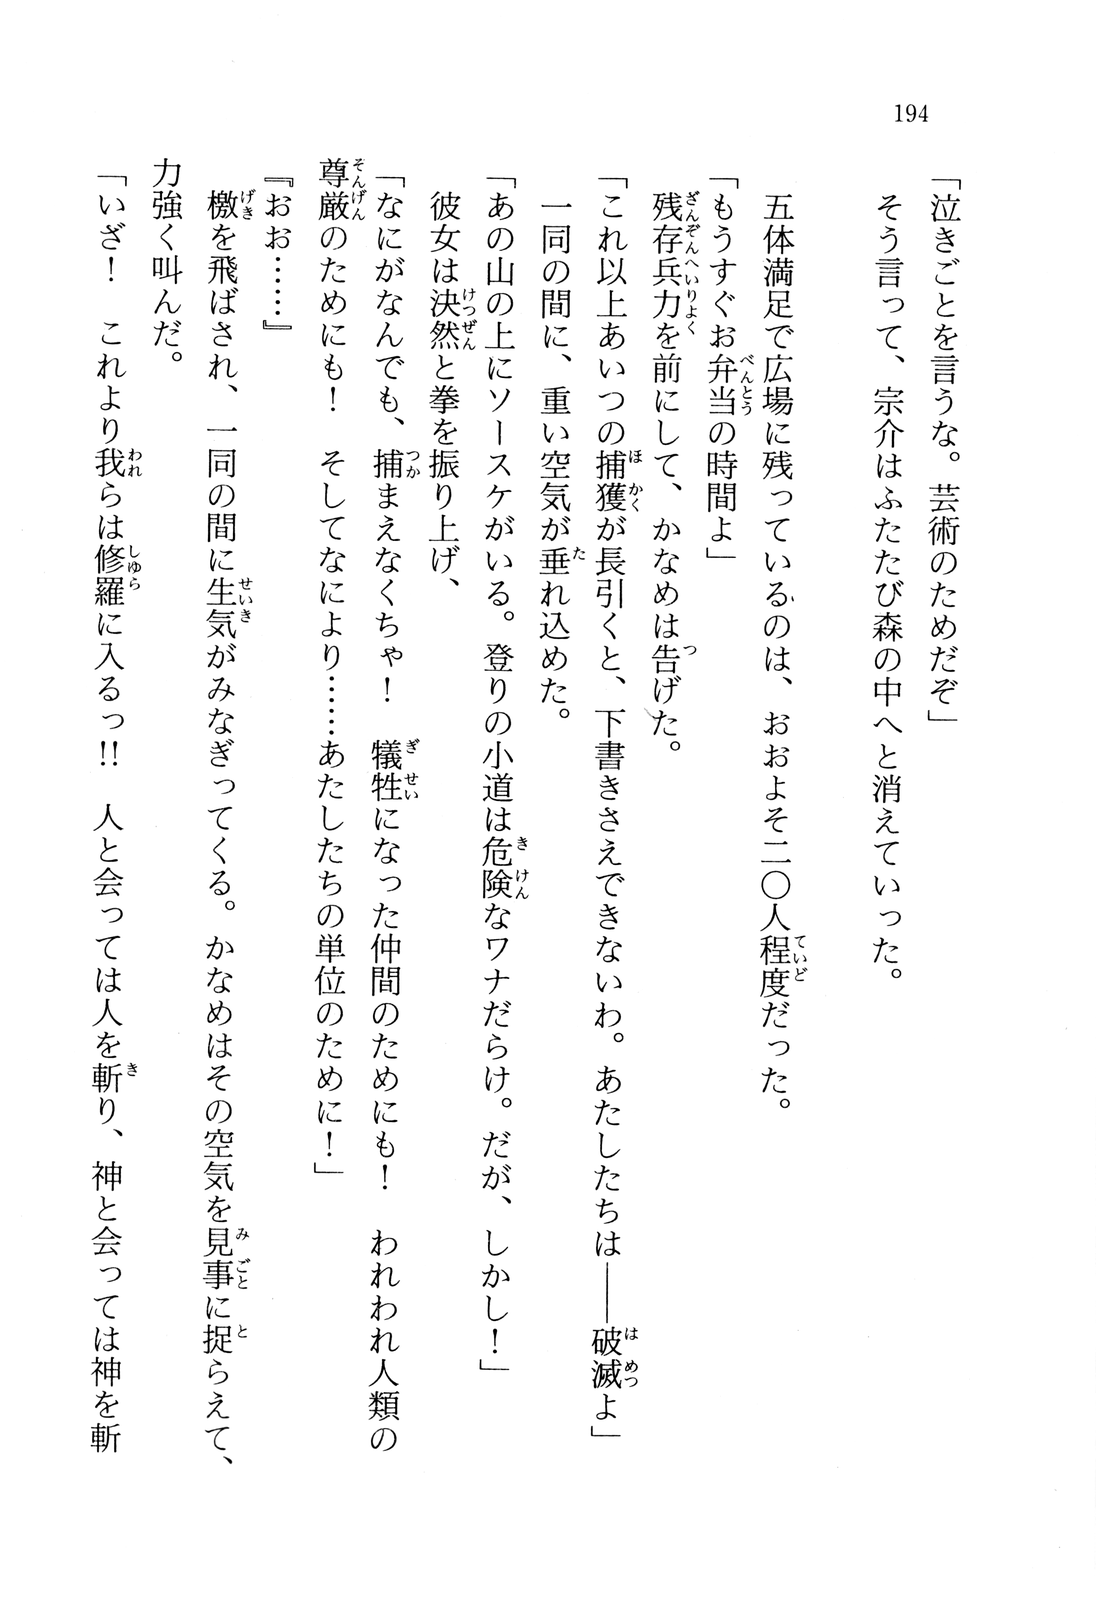 194
「泣きごとを言うな。芸術のためだぞ」
そう言って、宗介はふたたび森の中へと消えていった。
五体満足で広場に残っているのは、おおよそ二〇人程度だった。
「もうすぐお弁当の時間よ」
残存兵力を前にして、かなめは告げた。
「これ以上あいつの捕獲が長引くと、下書きさえできないわ。あたしたちは――破滅よ」
一同の間に、重い空気が垂れ込めた。
「あの山の上にソースケがいる。登りの小道は危険なワナだらけ。だが、しかし！」
彼女は決然と拳を振り上げ、
「なにがなんでも、捕まえなくちゃ！　犠牲になった仲間のためにも！　われわれ人類の
尊厳のためにも！　そしてなにより……あたしたちの単位のために！」
『おお……』
檄を飛ばされ、一同の間に生気がみなぎってくる。かなめはその空気を見事に捉らえて、
力強く叫んだ。
「いざ！　これより我らは修羅に入るっ!!　人と会っては人を斬り、神と会っては神を斬